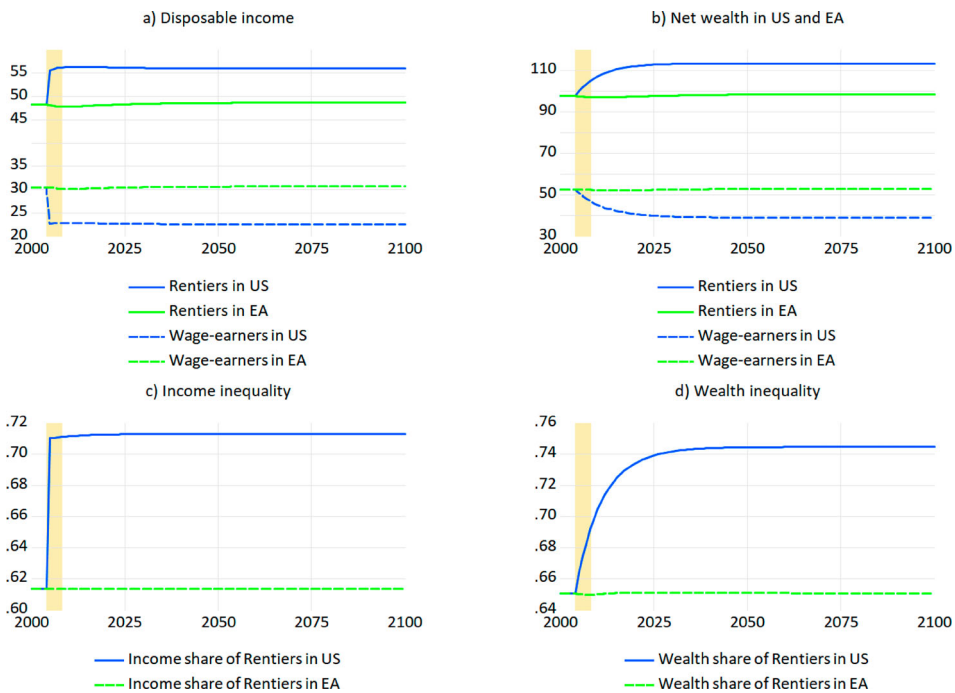 a) Disposable income
55
50
45
35
30
25
20
2000 2025 2050 2075 2100
Rentiers in US
Rentiers in EA
Wage-earners in US
Wage-earners in EA
b) Net wealth in US and EA
110
90
70
50
30
2000 2025 2050 2075 2100
Rentiers in US
Rentiers in EA
Wage-earners in US
Wage-earners in EA
c) Income inequality
.72
.70
.68
.66
.64
.62
.60
2000 2025 2050 2075 2100
Income share of Rentiers in US
Income share of Rentiers in EA
d) Wealth inequality
.76
.74
.72
.70
.68
.66
.64
2000 2025 2050 2075 2100
Wealth share of Rentiers in US
Wealth share of Rentiers in EA